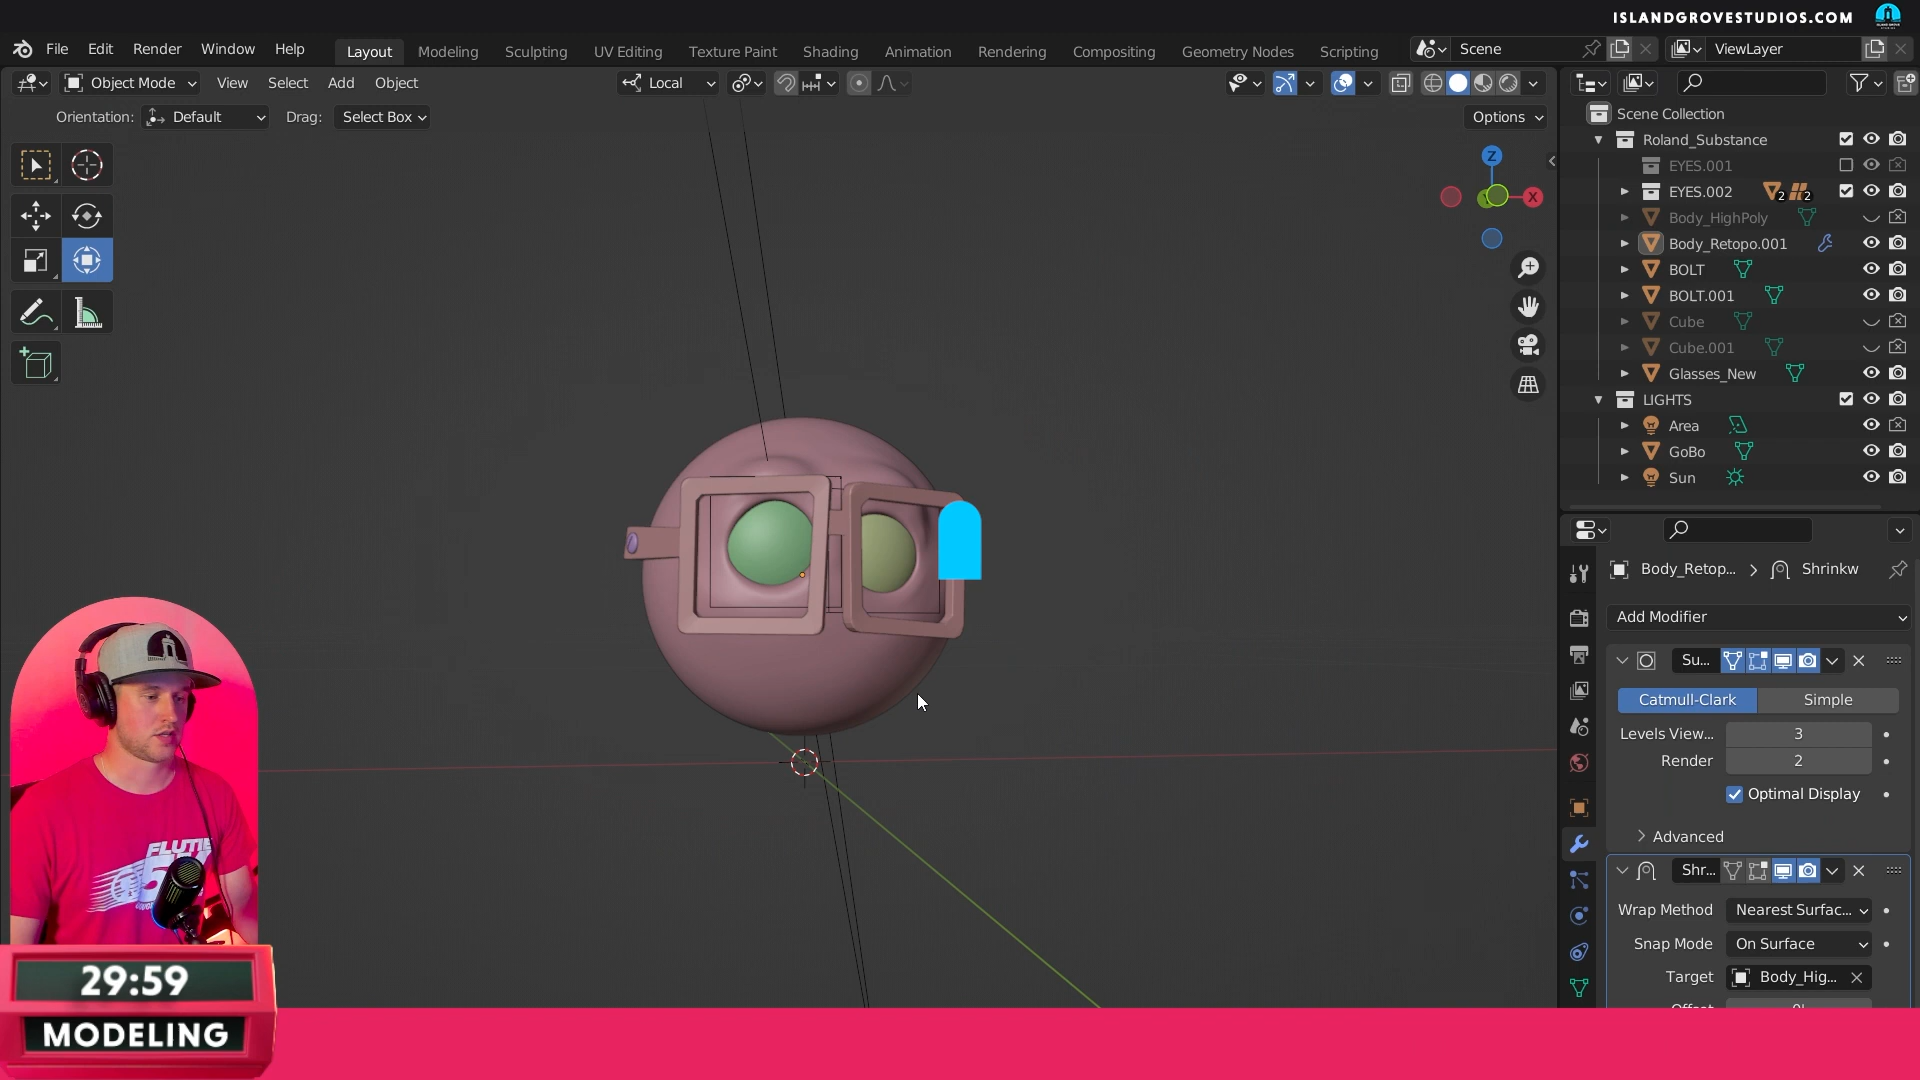 ISLANDGROVESTUDIOS.COM
File Edit Render Window Help
Layout Modeling Sculpting UV Editing Texture Paint Shading Animation Rendering Compositing Geometry Nodes Scripting
Scene
ViewLayer
Object Mode View Select Add Object
Local
Orientation: Default Drag: Select Box
Options
Z
X
Scene Collection
Roland_Substance
EYES.001
EYES.002 2 2
Body_HighPoly
Body_Retopo.001
BOLT
BOLT.001
Cube
Cube.001
Glasses_New
LIGHTS
Area
GoBo
Sun
Body_Retop... > Shrinkw
Add Modifier
Su...
Catmull-Clark Simple
Levels View... 3
Render 2
Optimal Display
Advanced
Shr...
Wrap Method Nearest Surfac...
Snap Mode On Surface
Target Body_Hig...
29:59
MODELING